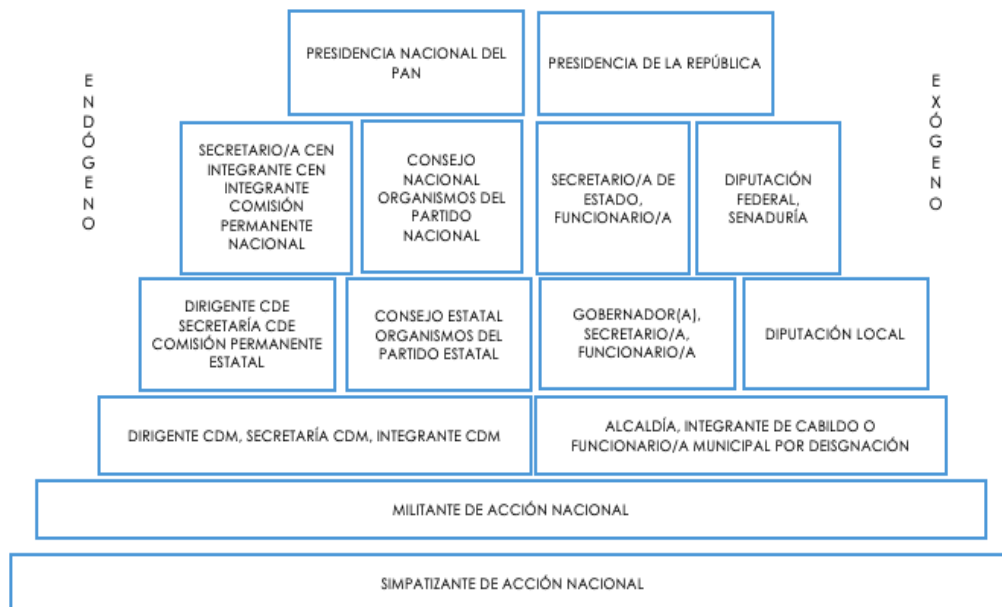 PRESIDENCIA NACIONAL DEL
PAN
PRESIDENCIA DE LA REPÚBLICA
ENDÓGENO
EXÓGENO
SECRETARIO/A CEN
INTEGRANTE CEN
INTEGRANTE
COMISIÓN
PERMANENTE
NACIONAL
CONSEJO
NACIONAL
ORGANISMOS DEL
PARTIDO
NACIONAL
SECRETARIO/A DE
ESTADO,
FUNCIONARIO/A
DIPUTACIÓN
FEDERAL,
SENADURÍA
DIRIGENTE CDE
SECRETARÍA CDE
COMISIÓN PERMANENTE
ESTATAL
CONSEJO ESTATAL
ORGANISMOS DEL
PARTIDO ESTATAL
GOBERNADOR(A),
SECRETARIO/A,
FUNCIONARIO/A
DIPUTACIÓN LOCAL
DIRIGENTE CDM, SECRETARÍA CDM, INTEGRANTE CDM
ALCALDÍA, INTEGRANTE DE CABILDO O
FUNCIONARIO/A MUNICIPAL POR DEISGNACIÓN
MILITANTE DE ACCIÓN NACIONAL
SIMPATIZANTE DE ACCIÓN NACIONAL